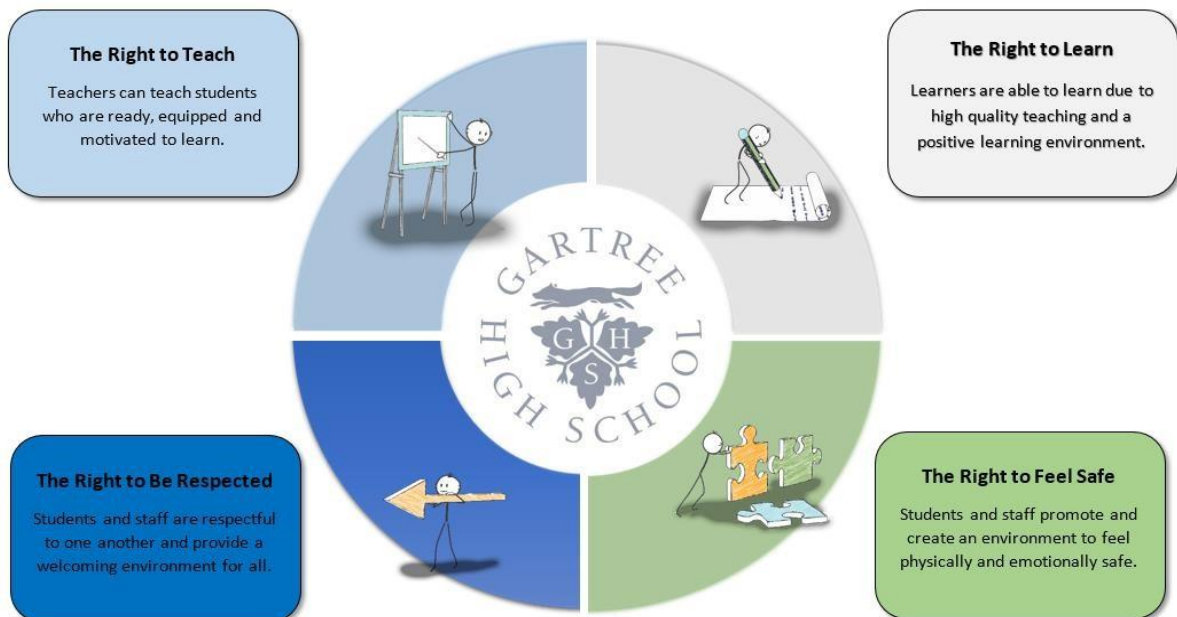 The Right to Teach
Teachers can teach students
who are ready, equipped and
motivated to learn.
The Right to Learn
Learners are able to learn due to
high quality teaching and a
positive learning environment.
GARTREE
HIGH SCHOOL
G H
S
The Right to Be Respected
Students and staff are respectful
to one another and provide a
welcoming environment for all.
The Right to Feel Safe
Students and staff promote and
create an environment to feel
physically and emotionally safe.